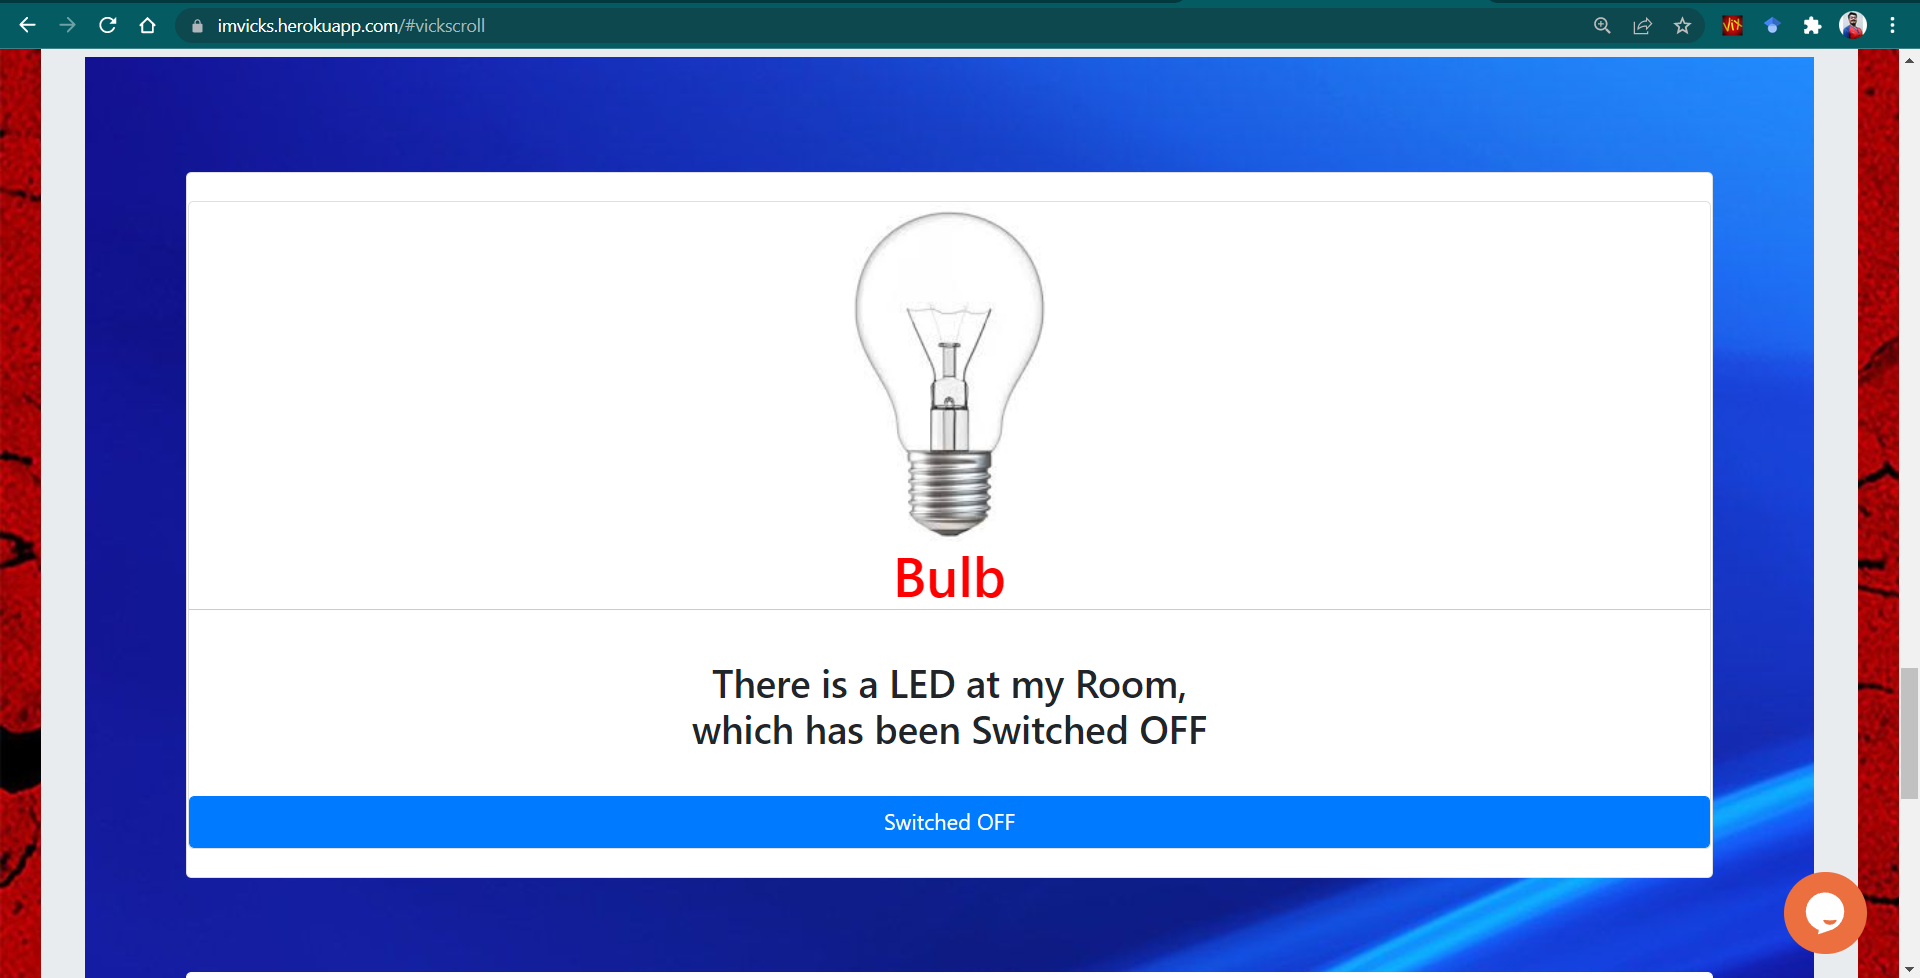 imvicks.herokuapp.com/#vickscroll
Bulb
There is a LED at my Room,
which has been Switched OFF
Switched OFF